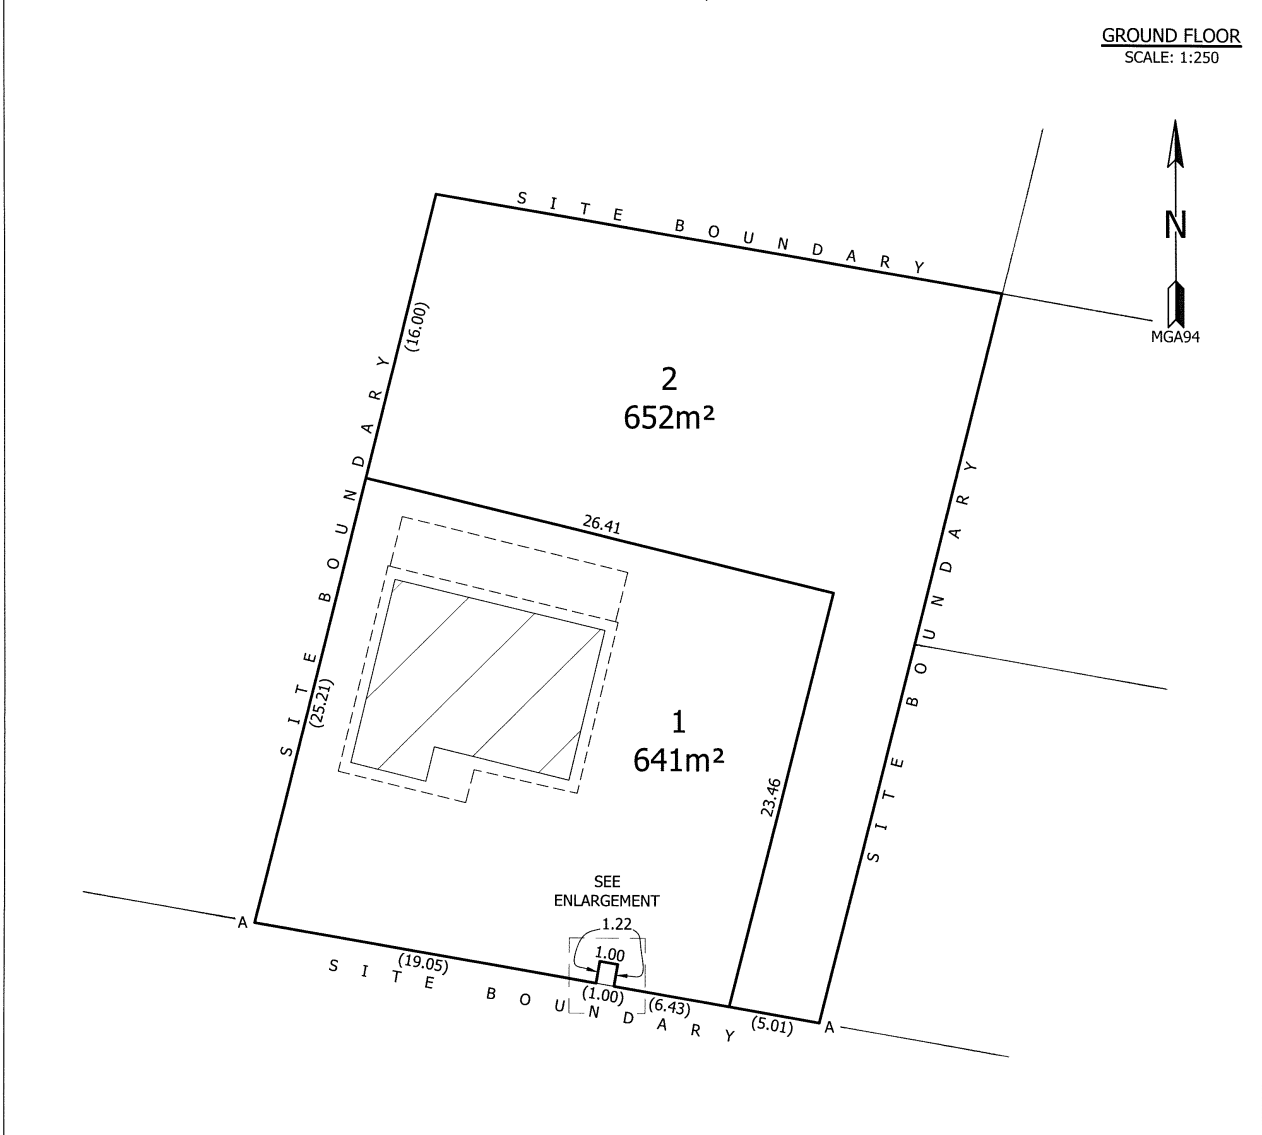 GROUND FLOOR
SCALE: 1:250
N
MGA94
SITE BOUNDARY
SITE BOUNDARY
(16.00)
2
652m²
SITE BOUNDARY
26.41
(25.21)
1
641m²
23.46
SEE
ENLARGEMENT
1.22
1.00
A
(19.05)
(1.00)
(6.43)
(5.01)
A
SITE BOUNDARY